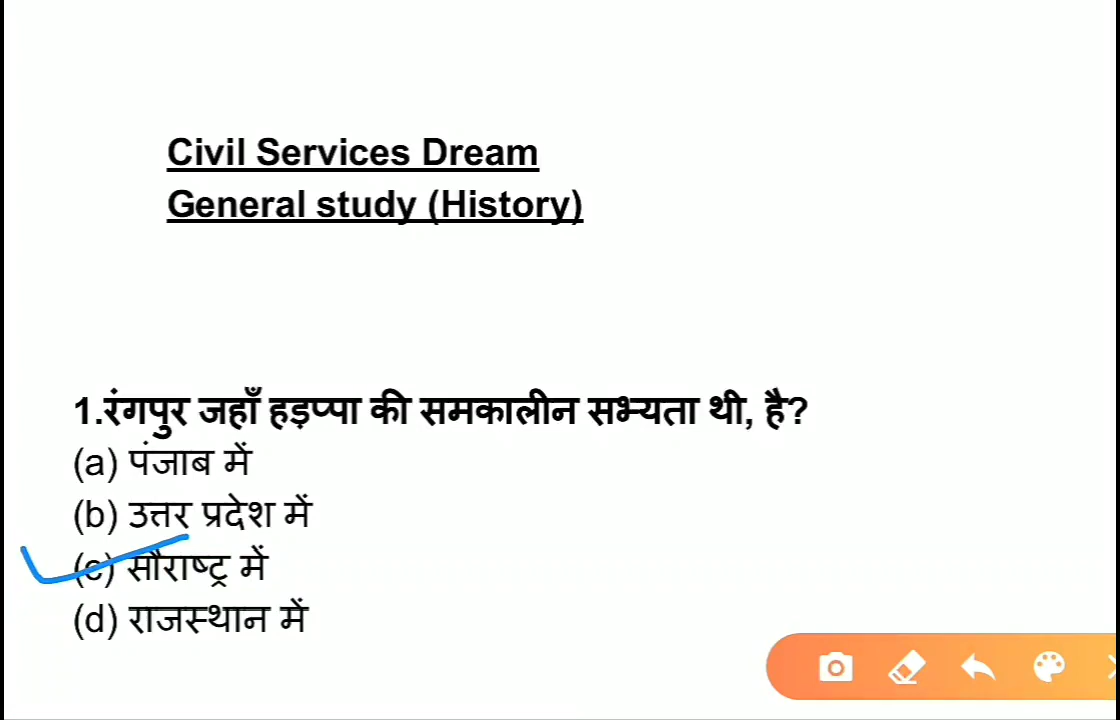 Civil Services Dream
General study (History)
1.रंगपुर जहाँ हड़प्पा की समकालीन सभ्यता थी, है?
(a) पंजाब में
(b) उत्तर प्रदेश में
(c) सौराष्ट्र में
(d) राजस्थान में